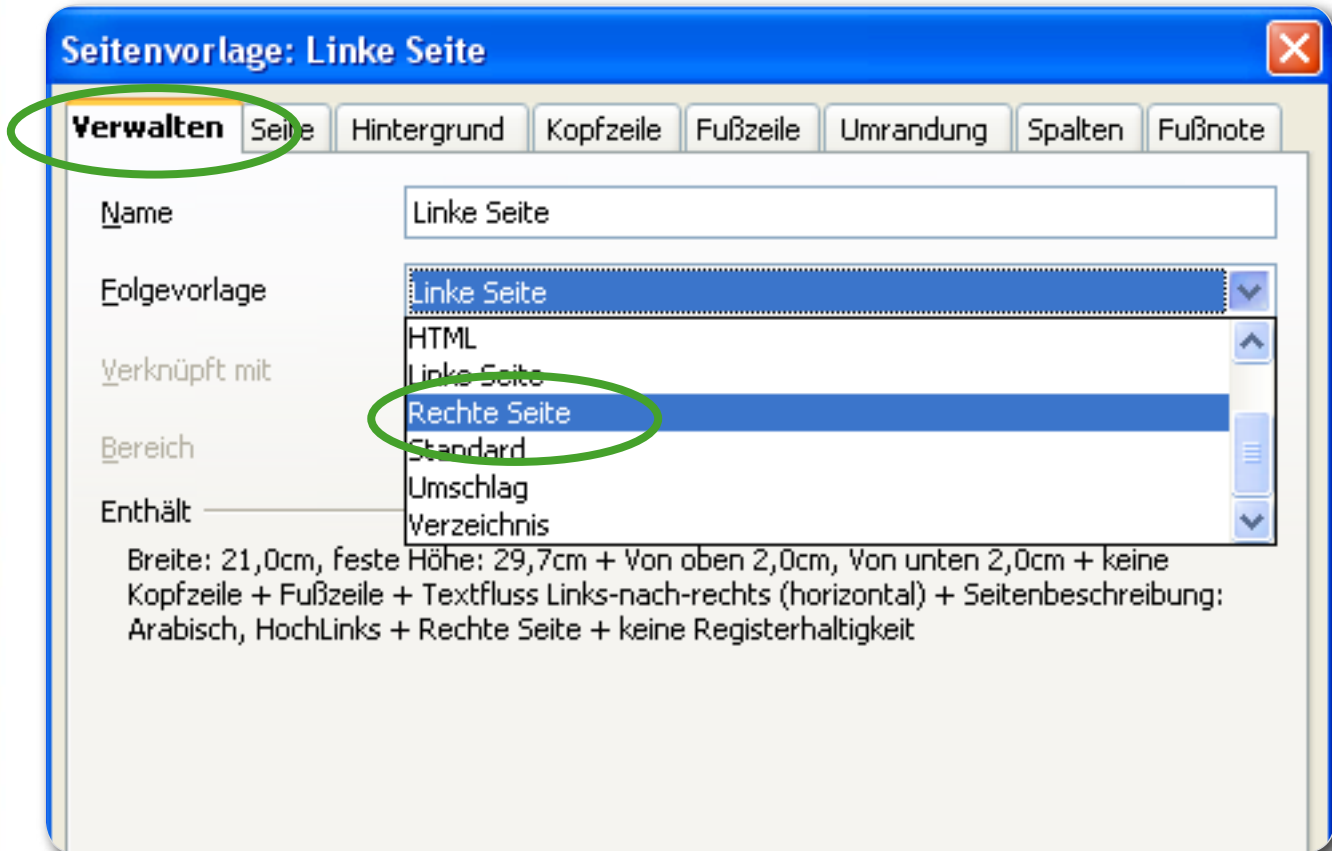 Seitenvorlage: Linke Seite
Verwalten Seite Hintergrund Kopfzeile Fußzeile Umrandung Spalten Fußnote
Name Linke Seite
Folgevorlage Linke Seite
HTML
Verknüpft mit Linke Seite
Rechte Seite
Bereich Standard
Umschlag
Enthält Verzeichnis
Breite: 21,0cm, feste Höhe: 29,7cm + Von oben 2,0cm, Von unten 2,0cm + keine
Kopfzeile + Fußzeile + Textfluss Links-nach-rechts (horizontal) + Seitenbeschreibung:
Arabisch, HochLinks + Rechte Seite + keine Registerhaltigkeit